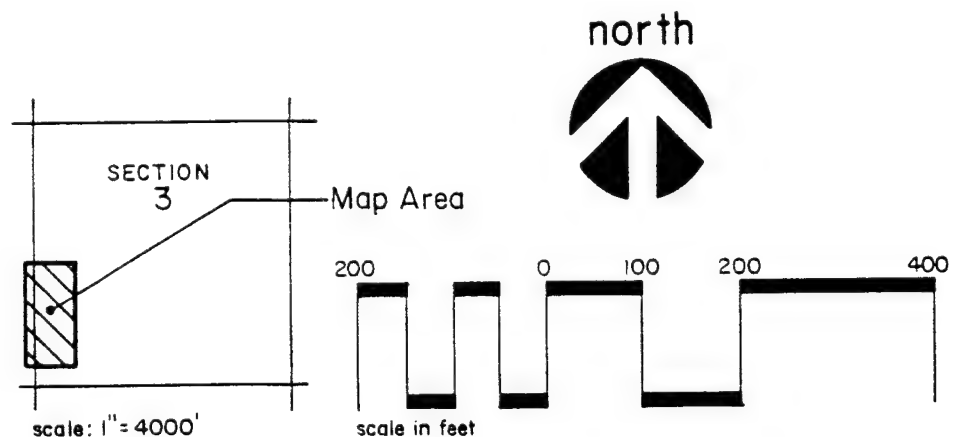 north
SECTION
3
Map Area
200 0 100 200 400
scale: 1"=4000'
scale in feet